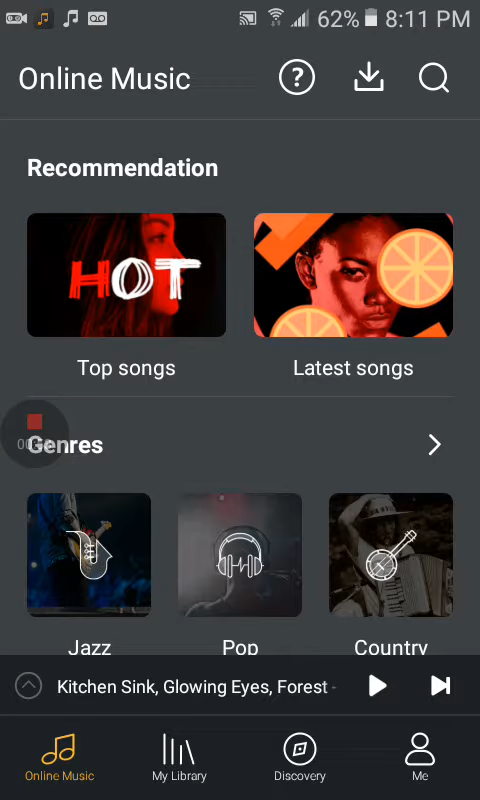 62% 8:11 PM
Online Music
Recommendation
HOT
Top songs
Latest songs
Genres
Jazz
Pop
Country
Kitchen Sink, Glowing Eyes, Forest -
Online Music
My Library
Discovery
Me